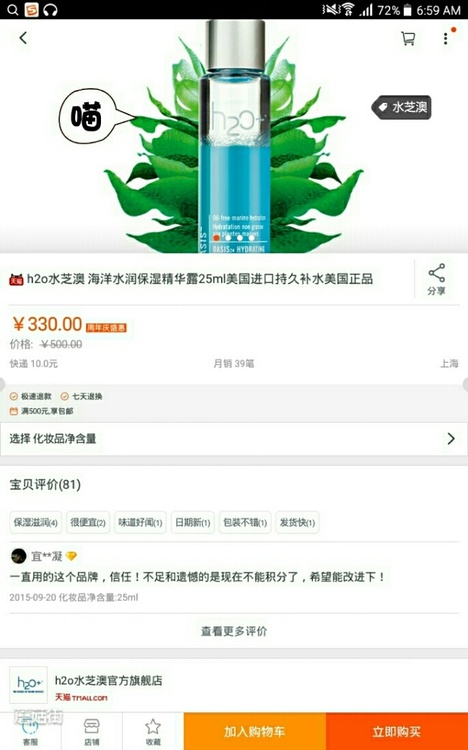 72% 6:59 AM
喵
水芝澳
h2o+
Oil-free marine hydrator
Hydratation non grasse
OASIS 24 HYDRATING
天猫 h2o水芝澳 海洋水润保湿精华露25ml美国进口持久补水美国正品
分享
¥330.00 周年庆盛惠
价格: ¥500.00
快递 10.0元 月销 39笔 上海
极速退款 七天退换
满500元,享包邮
选择 化妆品净含量
宝贝评价(81)
保湿滋润(4) 很便宜(2) 味道好闻(1) 日期新(1) 包装不错(1) 发货快(1)
宜**凝
一直用的这个品牌，信任！不足和遗憾的是现在不能积分了，希望能改进下！
2015-09-20 化妆品净含量:25ml
查看更多评价
h2o+ h2o水芝澳官方旗舰店
天猫 TMALL.COM
蘑菇街
客服 店铺 收藏 加入购物车 立即购买